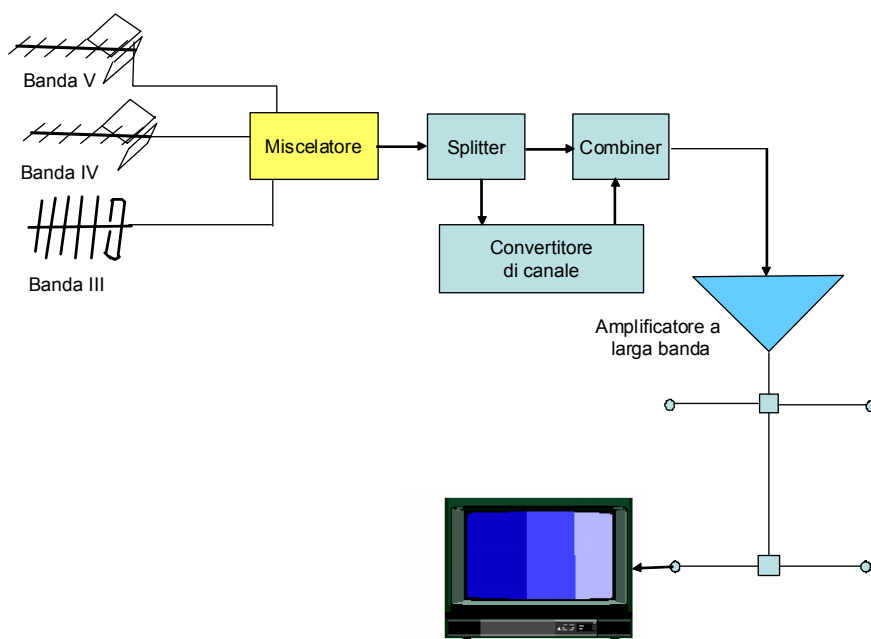 Banda V
Banda IV
Banda III
Miscelatore
Splitter
Combiner
Convertitore
di canale
Amplificatore a
larga banda